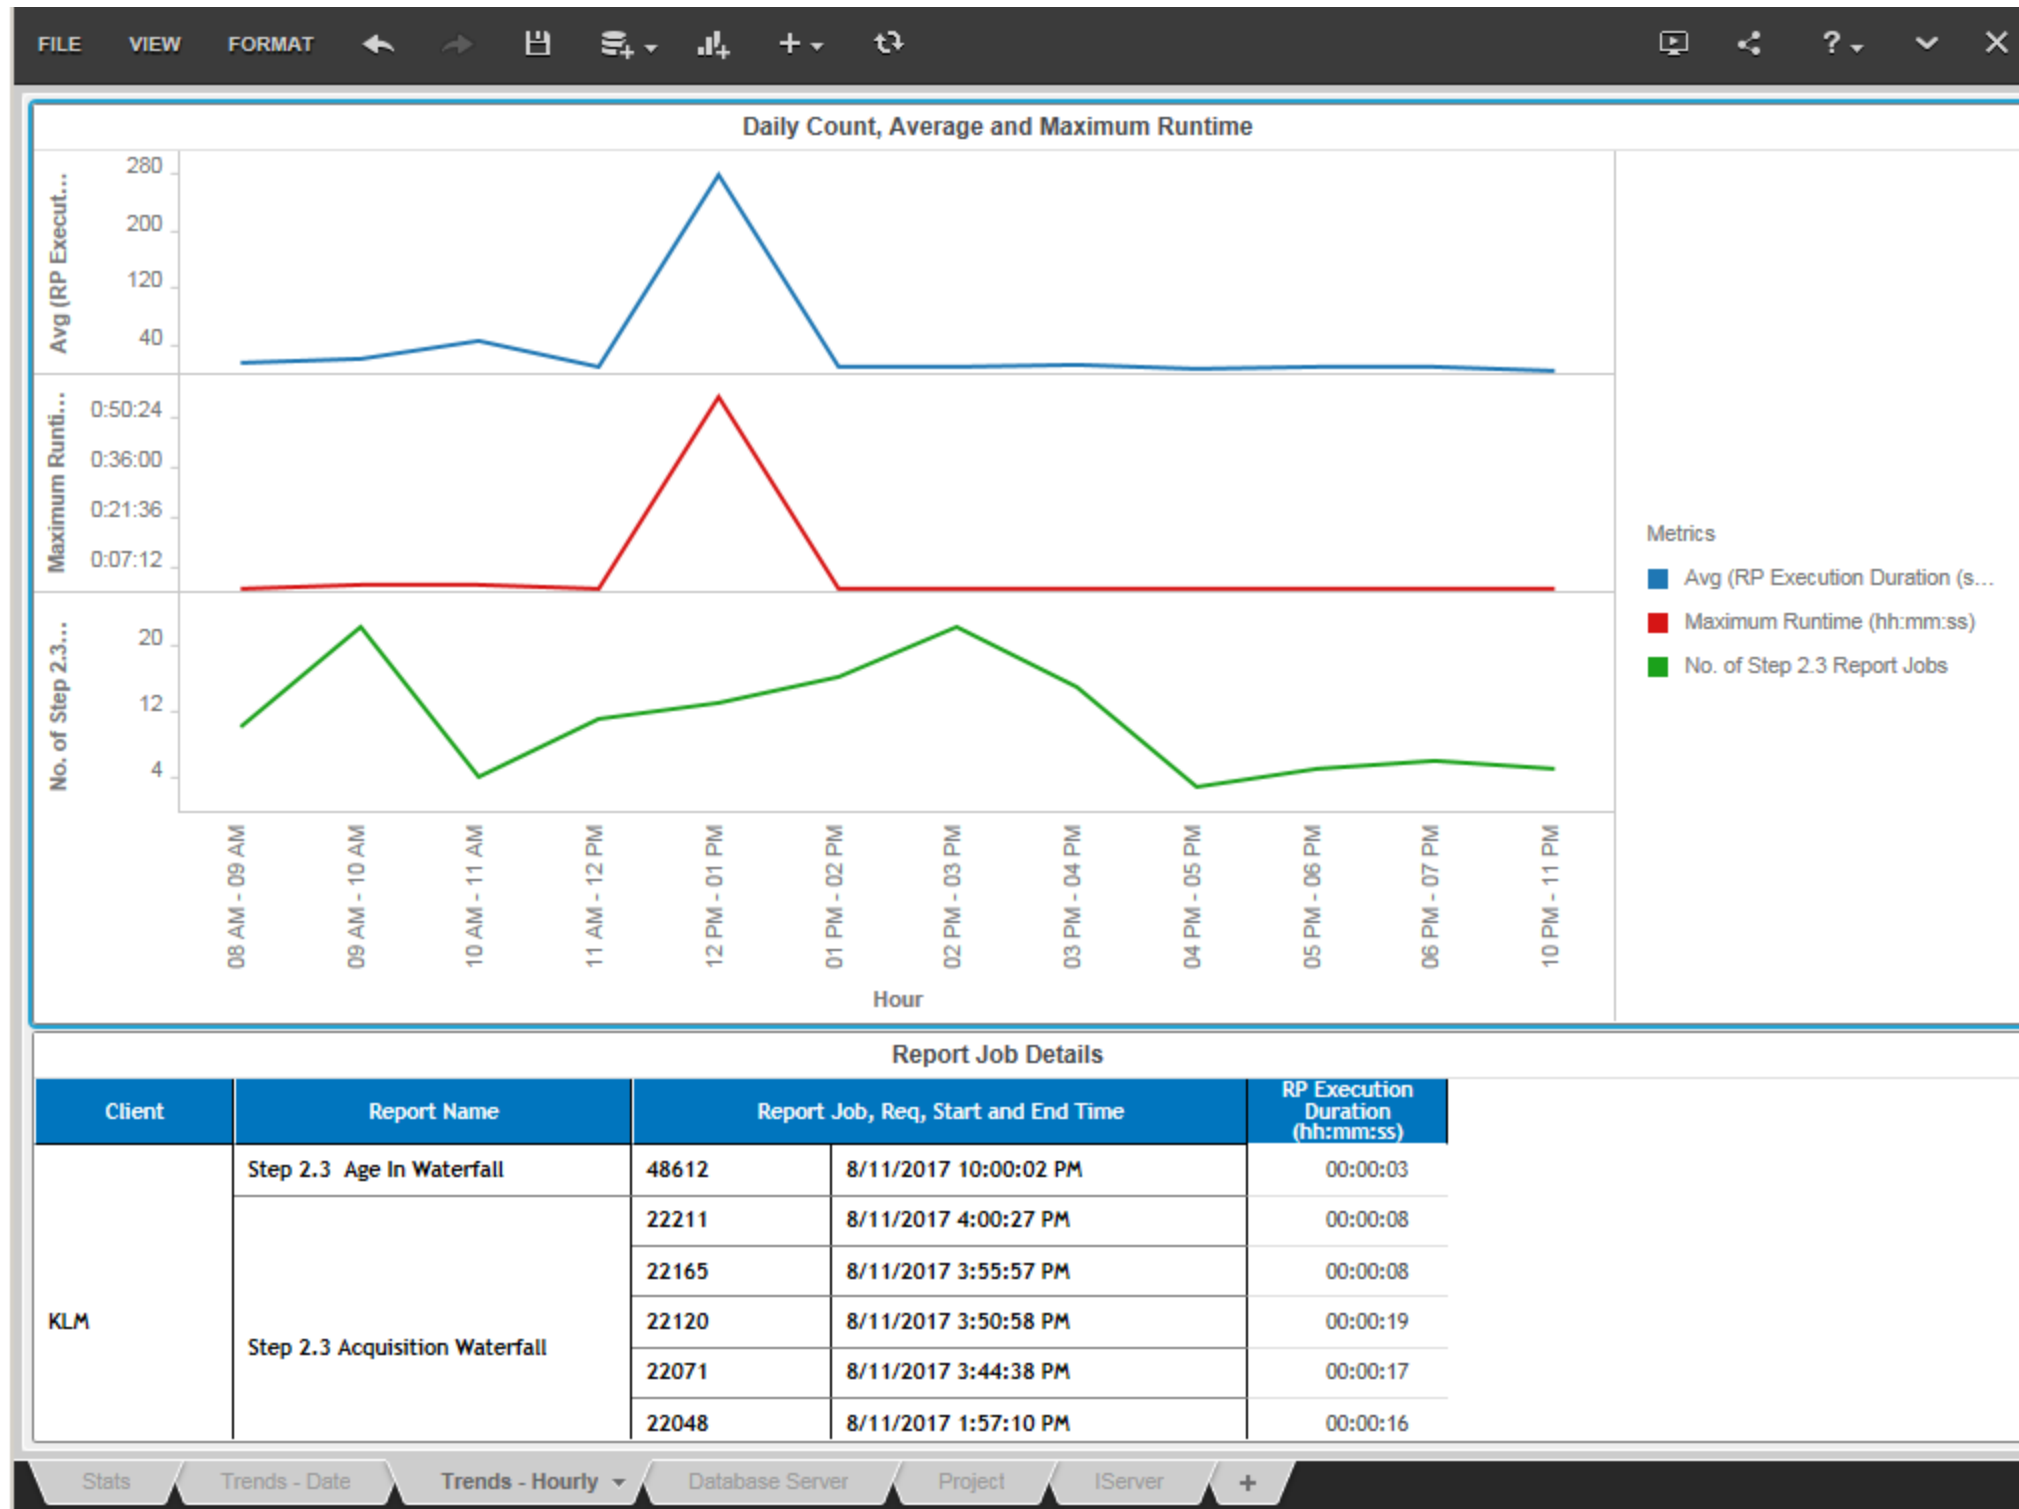 FILE VIEW FORMAT ?
Daily Count, Average and Maximum Runtime
Avg (RP Execut...
280
200
120
40
Maximum Runti...
0:50:24
0:36:00
0:21:36
0:07:12
No. of Step 2.3...
20
12
4
08 AM - 09 AM
09 AM - 10 AM
10 AM - 11 AM
11 AM - 12 PM
12 PM - 01 PM
01 PM - 02 PM
02 PM - 03 PM
03 PM - 04 PM
04 PM - 05 PM
05 PM - 06 PM
06 PM - 07 PM
10 PM - 11 PM
Hour
Metrics
Avg (RP Execution Duration (s...
Maximum Runtime (hh:mm:ss)
No. of Step 2.3 Report Jobs
Report Job Details
Client Report Name Report Job, Req, Start and End Time RP Execution
Duration
(hh:mm:ss)
Step 2.3  Age In Waterfall 48612 8/11/2017 10:00:02 PM 00:00:03
22211 8/11/2017 4:00:27 PM 00:00:08
22165 8/11/2017 3:55:57 PM 00:00:08
KLM 22120 8/11/2017 3:50:58 PM 00:00:19
Step 2.3 Acquisition Waterfall
22071 8/11/2017 3:44:38 PM 00:00:17
22048 8/11/2017 1:57:10 PM 00:00:16
Stats Trends - Date Trends - Hourly Database Server Project IServer +